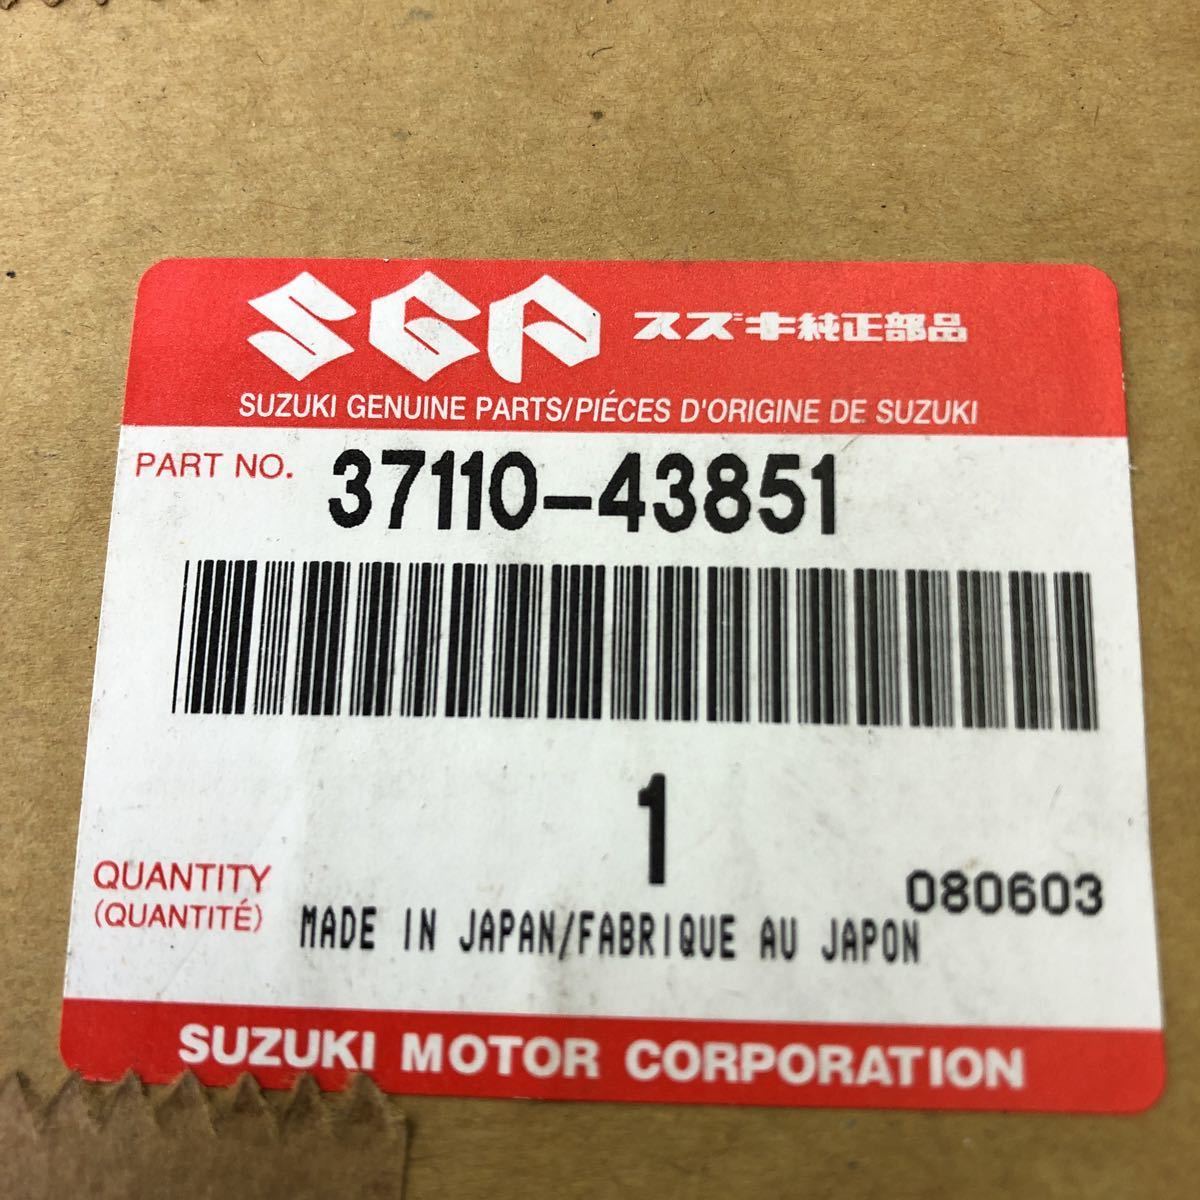 SGP スズキ純正部品
SUZUKI GENUINE PARTS/PIÉCES D'ORIGINE DE SUZUKI
PART NO. 37110-43851
1
QUANTITY
(QUANTITÉ)
080603
MADE IN JAPAN/FABRIQUE AU JAPON
SUZUKI MOTOR CORPORATION